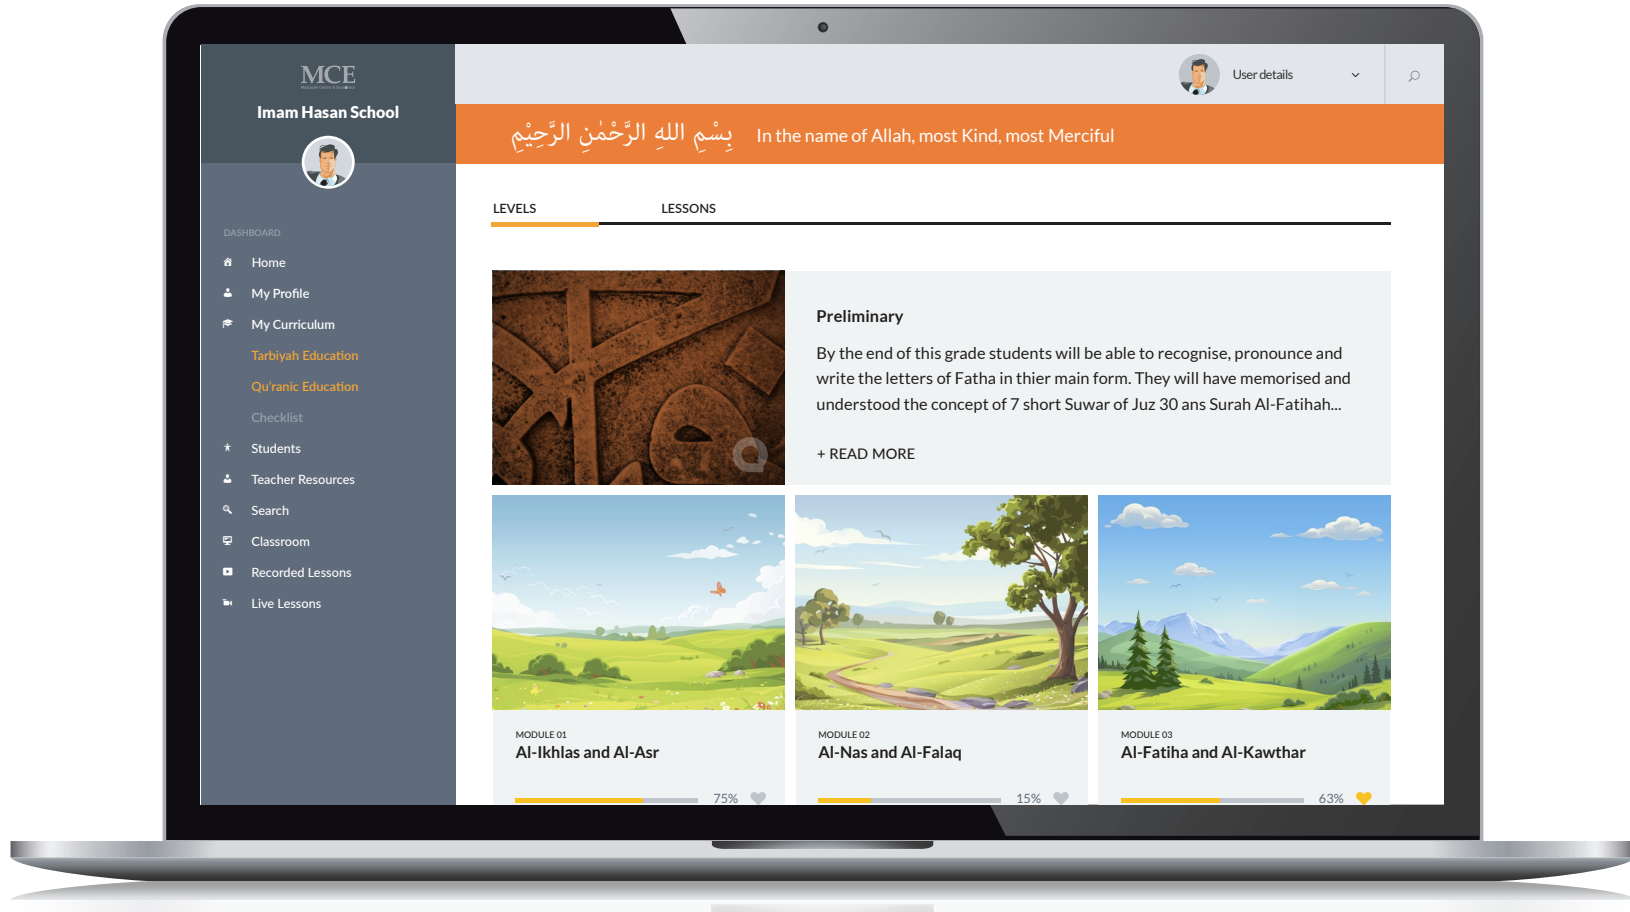 MCE
Imam Hasan School
User details
بِسْمِ اللهِ الرَّحْمٰنِ الرَّحِيْمِ
In the name of Allah, most Kind, most Merciful
DASHBOARD
Home
My Profile
My Curriculum
Tarbiyah Education
Qu'ranic Education
Checklist
Students
Teacher Resources
Search
Classroom
Recorded Lessons
Live Lessons
LEVELS
LESSONS
Preliminary
By the end of this grade students will be able to recognise, pronounce and
write the letters of Fatha in thier main form. They will have memorised and
understood the concept of 7 short Suwar of Juz 30 ans Surah Al-Fatihah...
+ READ MORE
MODULE 01
Al-Ikhlas and Al-Asr
75%
MODULE 02
Al-Nas and Al-Falaq
15%
MODULE 03
Al-Fatiha and Al-Kawthar
63%